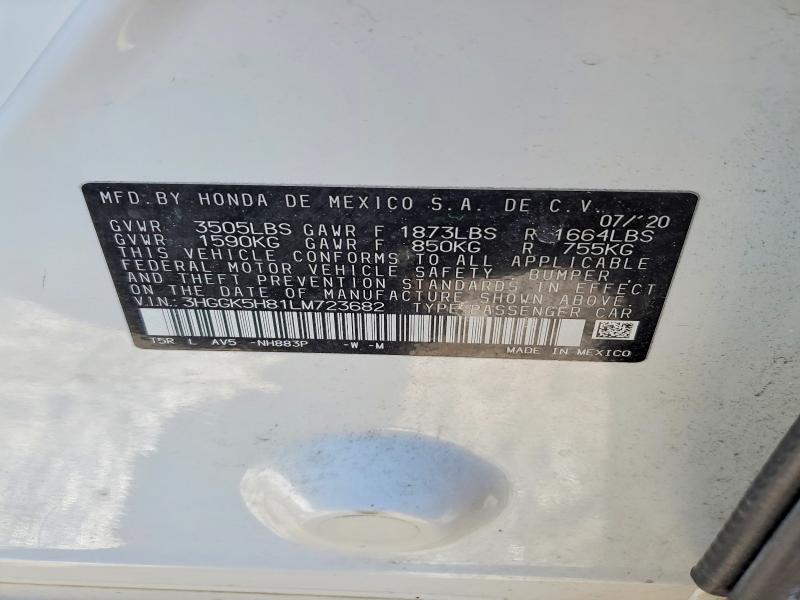 MFD. BY HONDA DE MEXICO S.A. DE C.V.
07/'20
GVWR 3505LBS GAWR F 1873LBS R 1664LBS
GVWR 1590KG GAWR F 850KG R 755KG
THIS VEHICLE CONFORMS TO ALL APPLICABLE
FEDERAL MOTOR VEHICLE SAFETY BUMPER
AND THEFT PREVENTION STANDARDS IN EFFECT
ON THE DATE OF MANUFACTURE SHOWN ABOVE.
VIN: 3HGGK5H81LM723682 TYPE:PASSENGER CAR
T5R L AV5 -NH883P -W -M
MADE IN MEXICO